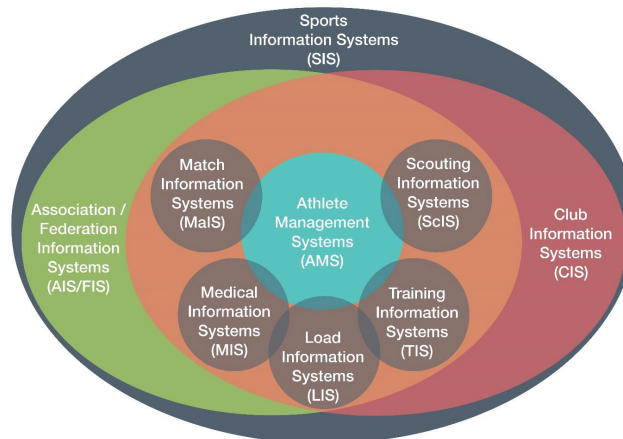 Sports
Information Systems
(SIS)
Match
Information
Systems
(MaIS)
Scouting
Information
Systems
(ScIS)
Athlete
Management
Systems
(AMS)
Association /
Federation
Information
Systems
(AIS/FIS)
Club
Information
Systems
(CIS)
Medical
Information
Systems
(MIS)
Load
Information
Systems
(LIS)
Training
Information
Systems
(TIS)